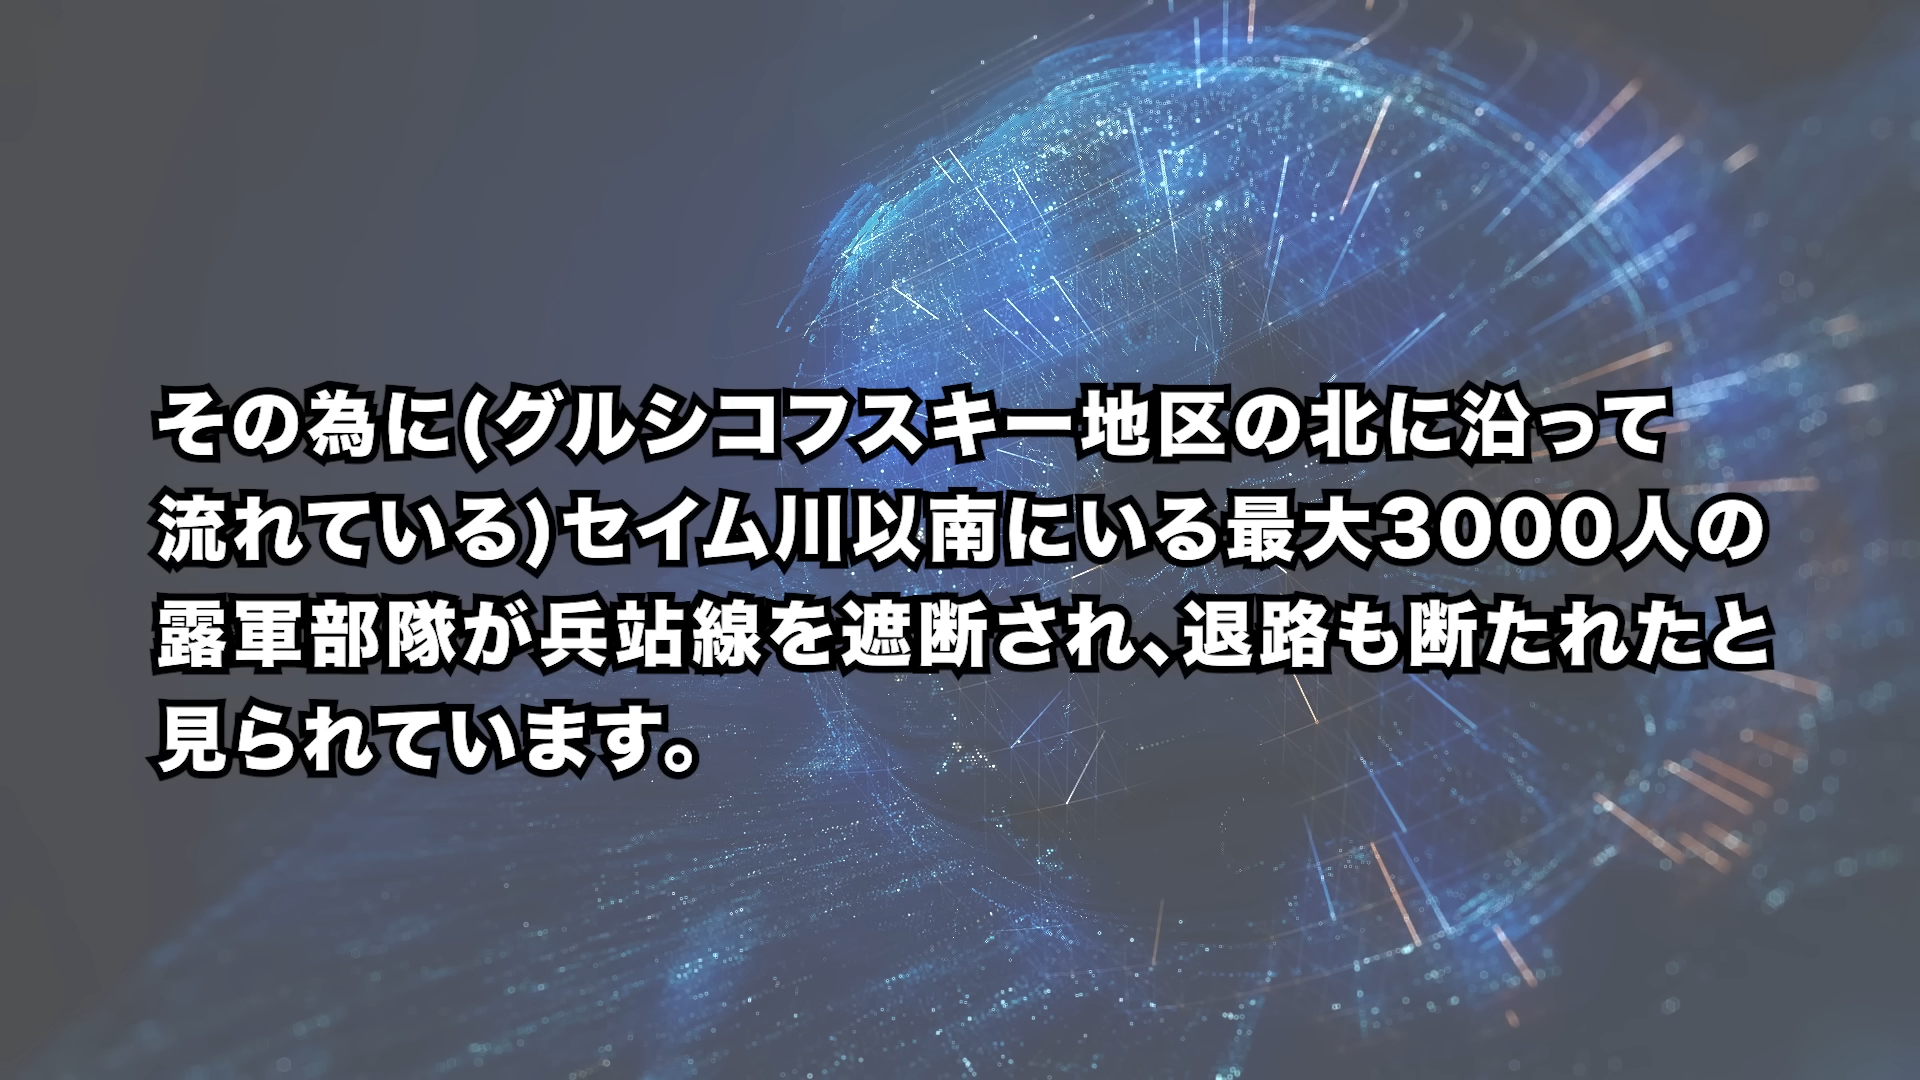 その為に(グルシコフスキー地区の北に沿って
流れている)セイム川以南にいる最大3000人の
露軍部隊が兵站線を遮断され、退路も断たれたと
見られています。